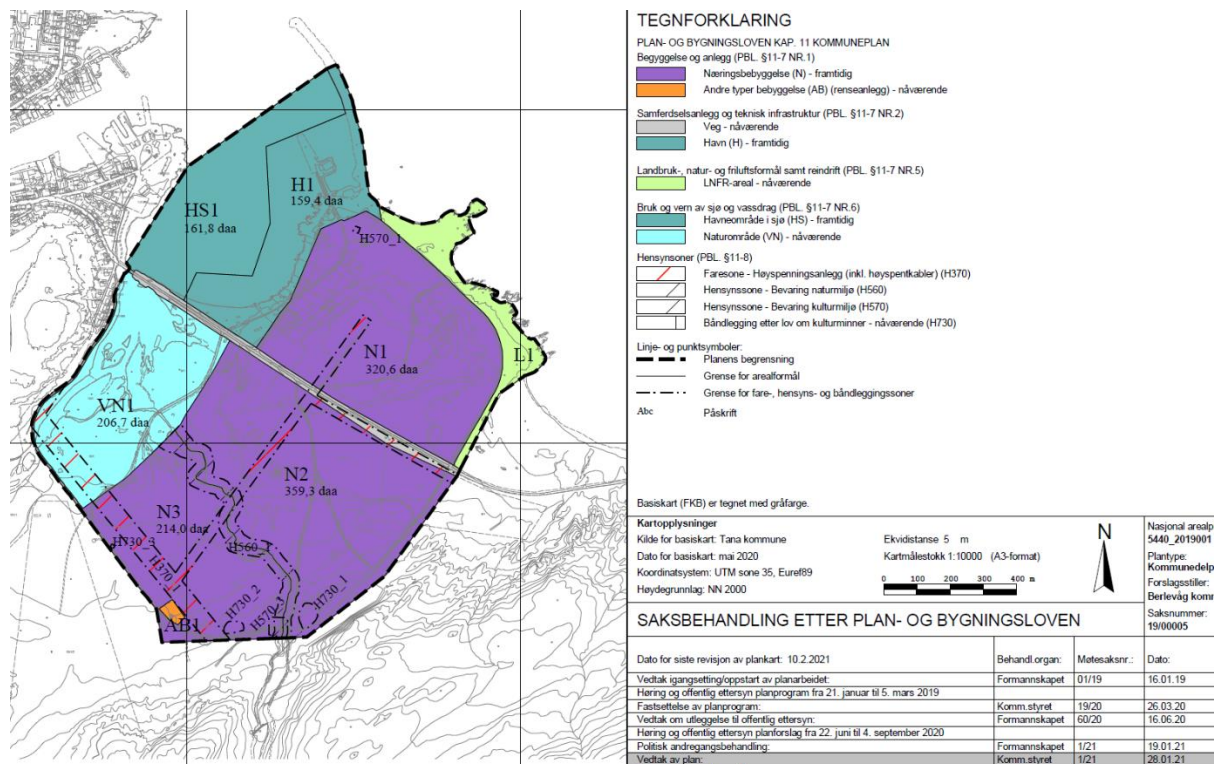 H1
159,4 daa
HS1
161,8 daa
H570_1
N1
320,6 daa
L1
VN1
206,7 daa
N2
359,3 daa
N3
214,0 daa
H730_3
H560_1
H370
AB1
TEGNFORKLARING
PLAN- OG BYGNINGSLOVEN KAP. 11 KOMMUNEPLAN
Begyggelse og anlegg (PBL. §11-7 NR.1)
Næringsbebyggelse (N) - framtidig
Andre typer bebyggelse (AB) (renseanlegg) - nåværende
Samferdselsanlegg og teknisk infrastruktur (PBL. §11-7 NR.2)
Veg - nåværende
Havn (H) - framtidig
Landbruk-, natur- og friluftsformål samt reindrift (PBL. §11-7 NR.5)
LNFR-areal - nåværende
Bruk og vern av sjø og vassdrag (PBL. §11-7 NR.6)
Havneområde i sjø (HS) - framtidig
Naturområde (VN) - nåværende
Hensynsoner (PBL. §11-8)
Faresone - Høyspenningsanlegg (inkl. høyspentkabler) (H370)
Hensynssone - Bevaring naturmiljø (H560)
Hensynssone - Bevaring kulturmiljø (H570)
Båndlegging etter lov om kulturminner - nåværende (H730)
Linje- og punktsymboler:
Planens begrensning
Grense for arealformål
Grense for fare-, hensyns- og båndleggingssoner
Abc Påskrift
Basiskart (FKB) er tegnet med gråfarge.
Kartopplysninger
Kilde for basiskart: Tana kommune
Dato for basiskart: mai 2020
Koordinatsystem: UTM sone 35, Euref89
Høydegrunnlag: NN 2000
Ekvidistanse 5 m
Kartmålestokk 1:10000 (A3-format)
0 100 200 300 400 m
N
Nasjonal arealp
5440_2019001
Plantype:
Kommunedelp
Forslagsstiller:
Berlevåg komm
Saksnummer:
19/00005
SAKSBEHANDLING ETTER PLAN- OG BYGNINGSLOVEN
Dato for siste revisjon av plankart: 10.2.2021 Behandl.organ: Møtesaksnr.: Dato:
Vedtak igangsetting/oppstart av planarbeidet: Formannskapet 01/19 16.01.19
Høring og offentlig ettersyn planprogram fra 21. januar til 5. mars 2019
Fastsettelse av planprogram: Komm.styret 19/20 26.03.20
Vedtak om utleggelse til offentlig ettersyn: Formannskapet 60/20 16.06.20
Høring og offentlig ettersyn planforslag fra 22. juni til 4. september 2020
Politisk andregangsbehandling: Formannskapet 1/21 19.01.21
Vedtak av plan: Komm.styret 1/21 28.01.21